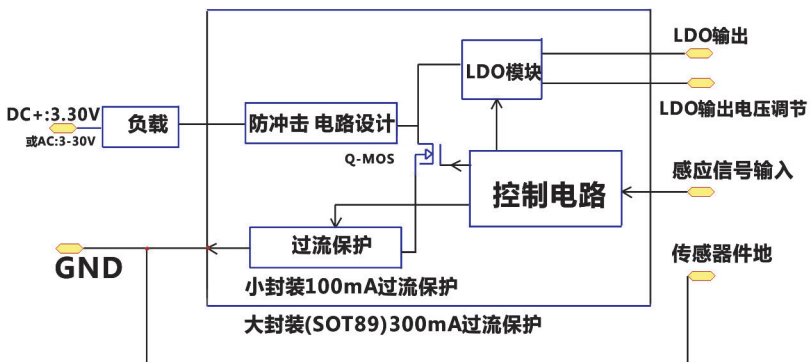 LDO输出
LDO模块
DC+:3.30V
或AC:3-30V
负载
防冲击 电路设计
LDO输出电压调节
Q-MOS
控制电路
感应信号输入
过流保护
GND
传感器件地
小封装100mA过流保护
大封装(SOT89)300mA过流保护